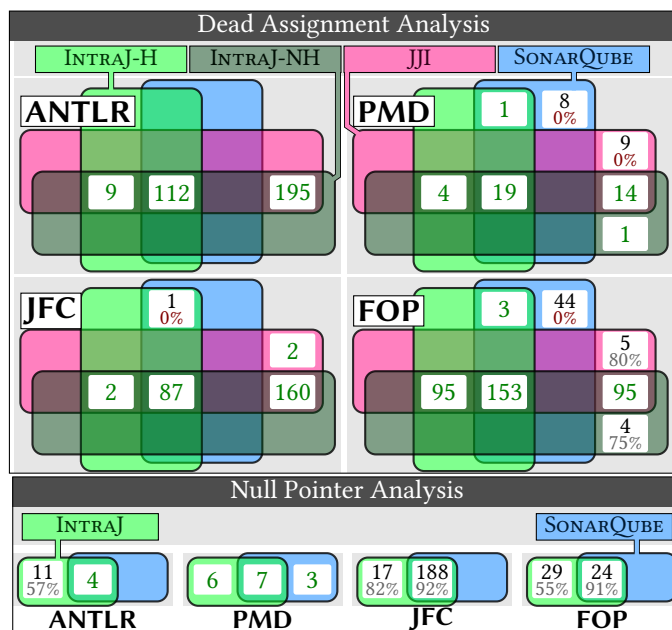 Dead Assignment Analysis
INTRAJ-H INTRAJ-NH JJI SONARQUBE
ANTLR
9 112 195
PMD
1 8
0%
9
0%
4 19 14
1
JFC
1
0%
2
2 87 160
FOP
3 44
0%
5
80%
95 153 95
4
75%
Null Pointer Analysis
INTRAJ SONARQUBE
11
57%
4
ANTLR
6 7 3
PMD
17 188
82% 92%
JFC
29 24
55% 91%
FOP